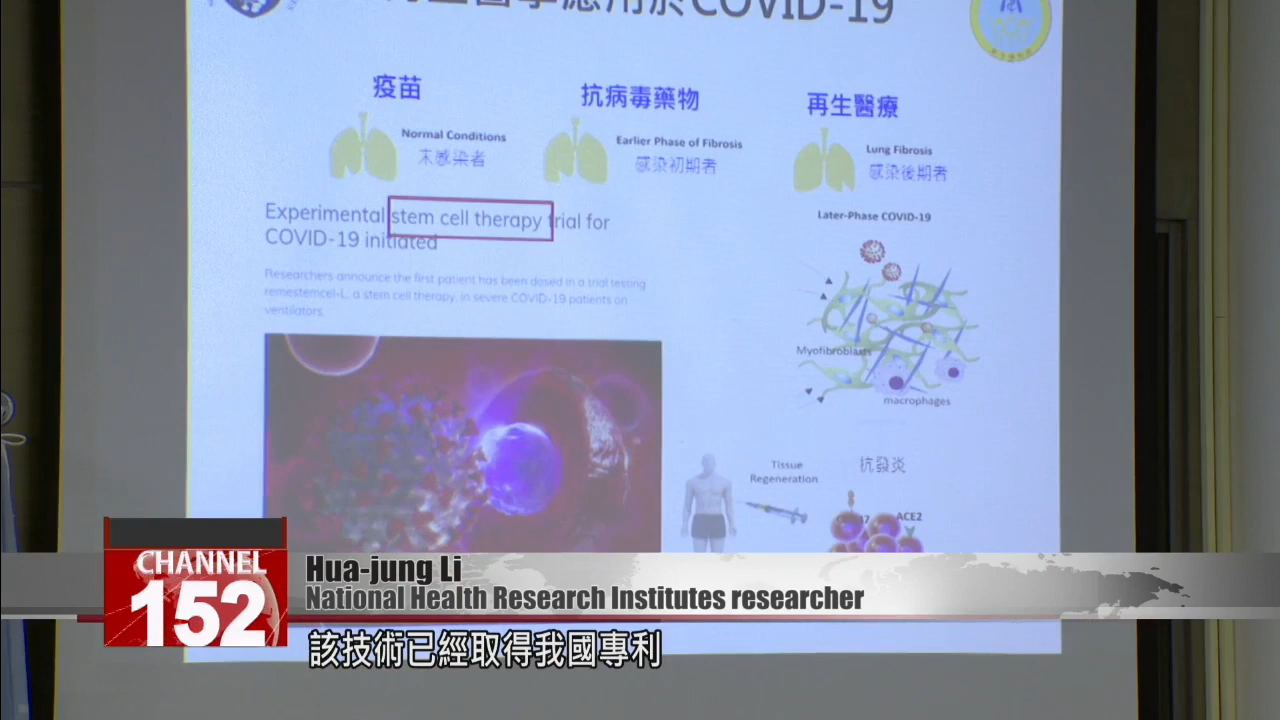 COVID-19
疫苗
抗病毒藥物
再生醫療
Normal Conditions
未感染者
Earlier Phase of Fibrosis
感染初期者
Lung Fibrosis
感染後期者
Experimental stem cell therapy trial for
COVID-19 initiated
Researchers announce the first patient has been dosed in a trial testing
remestemcel-L, a stem cell therapy, in severe COVID-19 patients on
ventilators.
Later-Phase COVID-19
Myofibroblasts
macrophages
Tissue
Regeneration
抗發炎
ACE2
CHANNEL
152
Hua-jung Li
National Health Research Institutes researcher
該技術已經取得我國專利